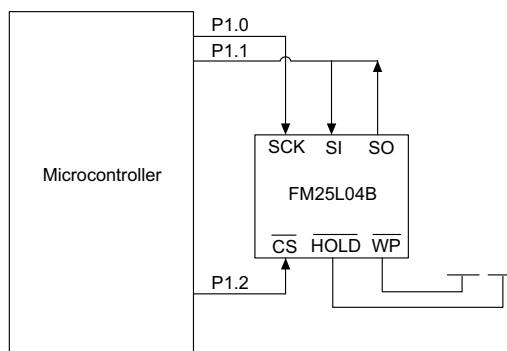 P1.0
P1.1
SCK SI SO
Microcontroller
FM25L04B
CS HOLD WP
P1.2